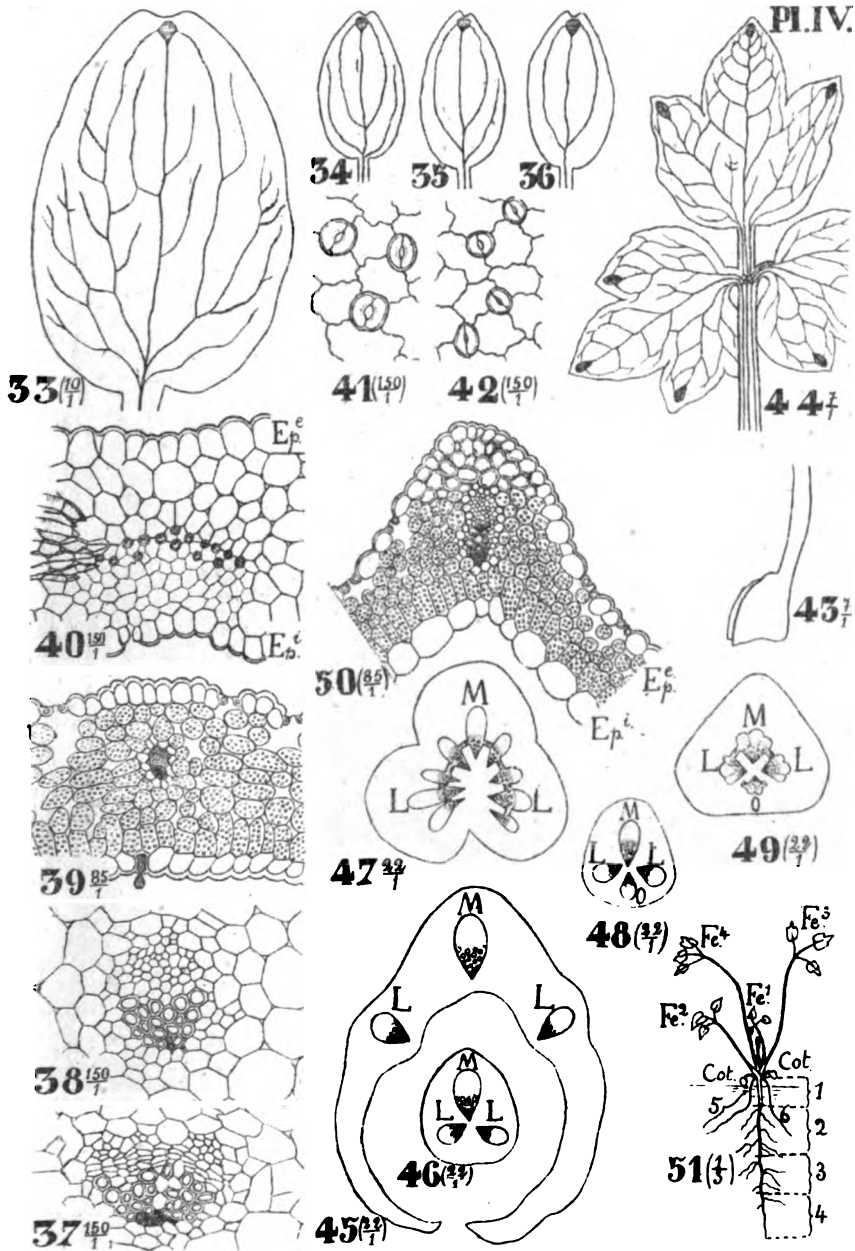 Pl.IV.
34 35 36
33 (10/1)
41 (150/1) 42 (150/1)
44 7/1
Ep.e
40 150/1
Ep.i
43 7/1
50 (85/1)
Ep.e
Ep.i.
39 85/1
M
L L
47 22/1
M
L L
O
49 (22/1)
M
L L
O
48 (22/1)
38 150/1
37 150/1
M
L L
45 (22/1)
M
L L
46 (22/1)
Fe.4 Fe.3
Fe.2 Fe.1
Cot. Cot.
5 6
1
2
3
4
51 (1/3)